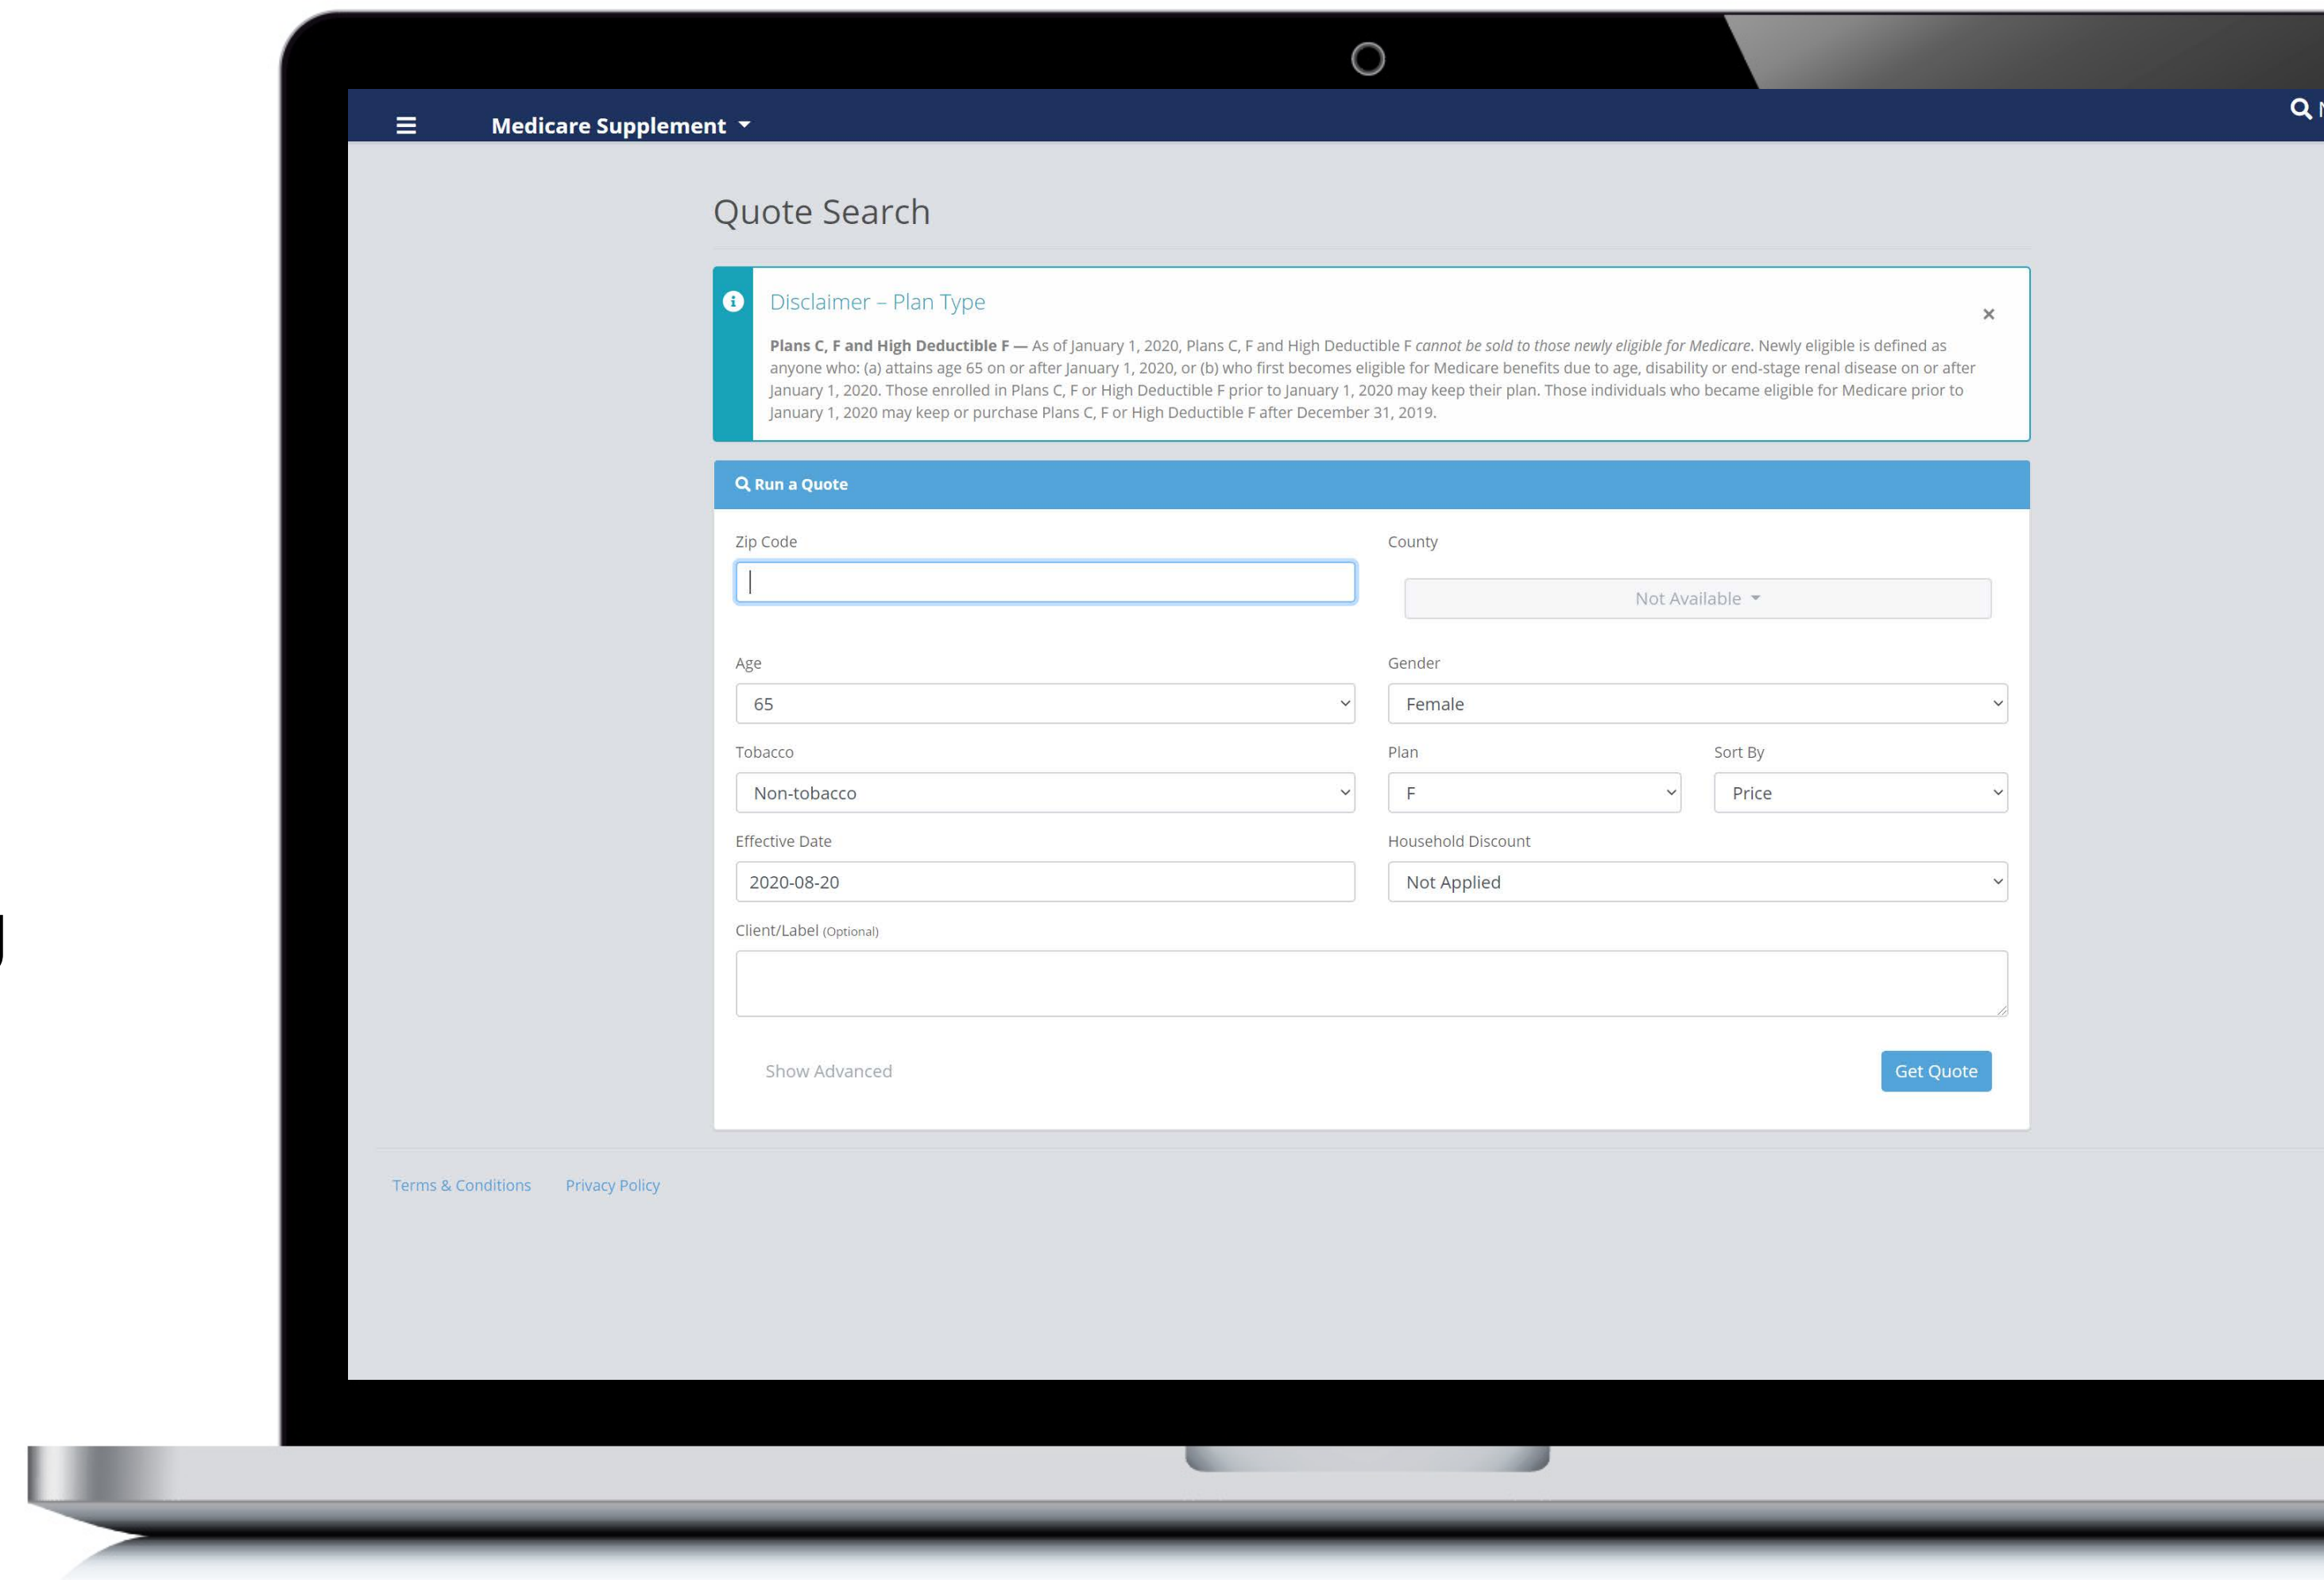 Medicare Supplement
Quote Search
Disclaimer – Plan Type
×
Plans C, F and High Deductible F — As of January 1, 2020, Plans C, F and High Deductible F cannot be sold to those newly eligible for Medicare. Newly eligible is defined as
anyone who: (a) attains age 65 on or after January 1, 2020, or (b) who first becomes eligible for Medicare benefits due to age, disability or end-stage renal disease on or after
January 1, 2020. Those enrolled in Plans C, F or High Deductible F prior to January 1, 2020 may keep their plan. Those individuals who became eligible for Medicare prior to
January 1, 2020 may keep or purchase Plans C, F or High Deductible F after December 31, 2019.
Run a Quote
Zip Code County
Not Available
Age Gender
65 Female
Tobacco Plan Sort By
Non-tobacco F Price
Effective Date Household Discount
2020-08-20 Not Applied
Client/Label (Optional)
Show Advanced Get Quote
Terms & Conditions Privacy Policy